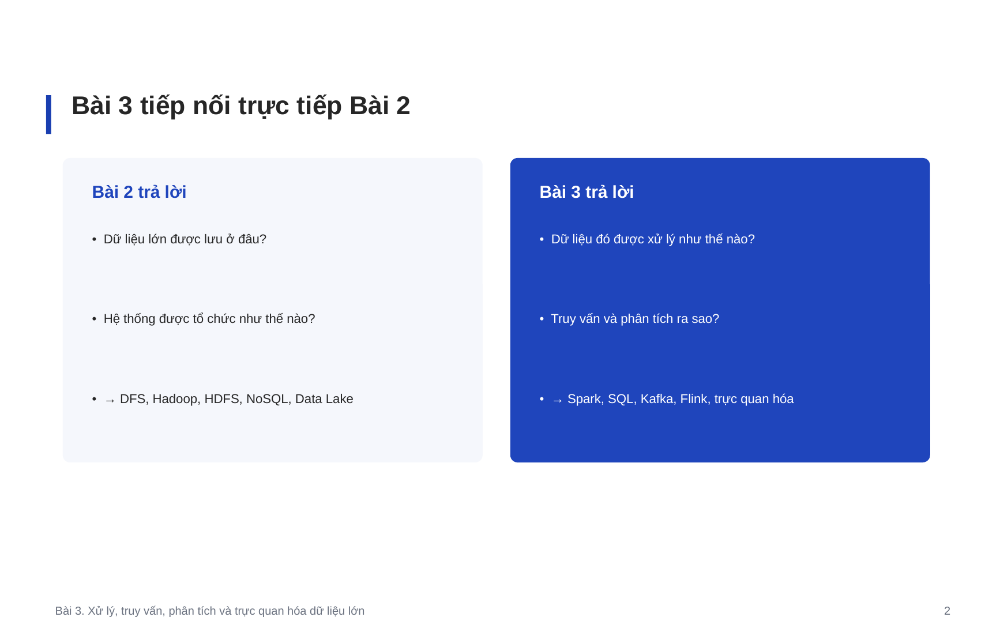 Bài 3 tiếp nối trực tiếp Bài 2
Bài 2 trả lời
• Dữ liệu lớn được lưu ở đâu?
• Hệ thống được tổ chức như thế nào?
• → DFS, Hadoop, HDFS, NoSQL, Data Lake
Bài 3 trả lời
• Dữ liệu đó được xử lý như thế nào?
• Truy vấn và phân tích ra sao?
• → Spark, SQL, Kafka, Flink, trực quan hóa
Bài 3. Xử lý, truy vấn, phân tích và trực quan hóa dữ liệu lớn
2